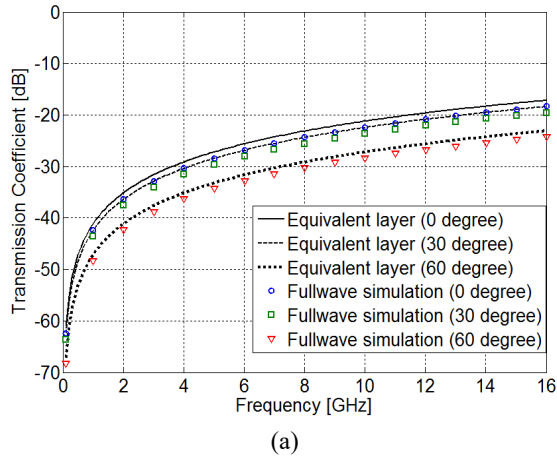 0
-10
-20
-30
-40
-50
-60
-70
Transmission Coefficient [dB]
Equivalent layer (0 degree)
Equivalent layer (30 degree)
Equivalent layer (60 degree)
Fullwave simulation (0 degree)
Fullwave simulation (30 degree)
Fullwave simulation (60 degree)
0 2 4 6 8 10 12 14 16
Frequency [GHz]
(a)